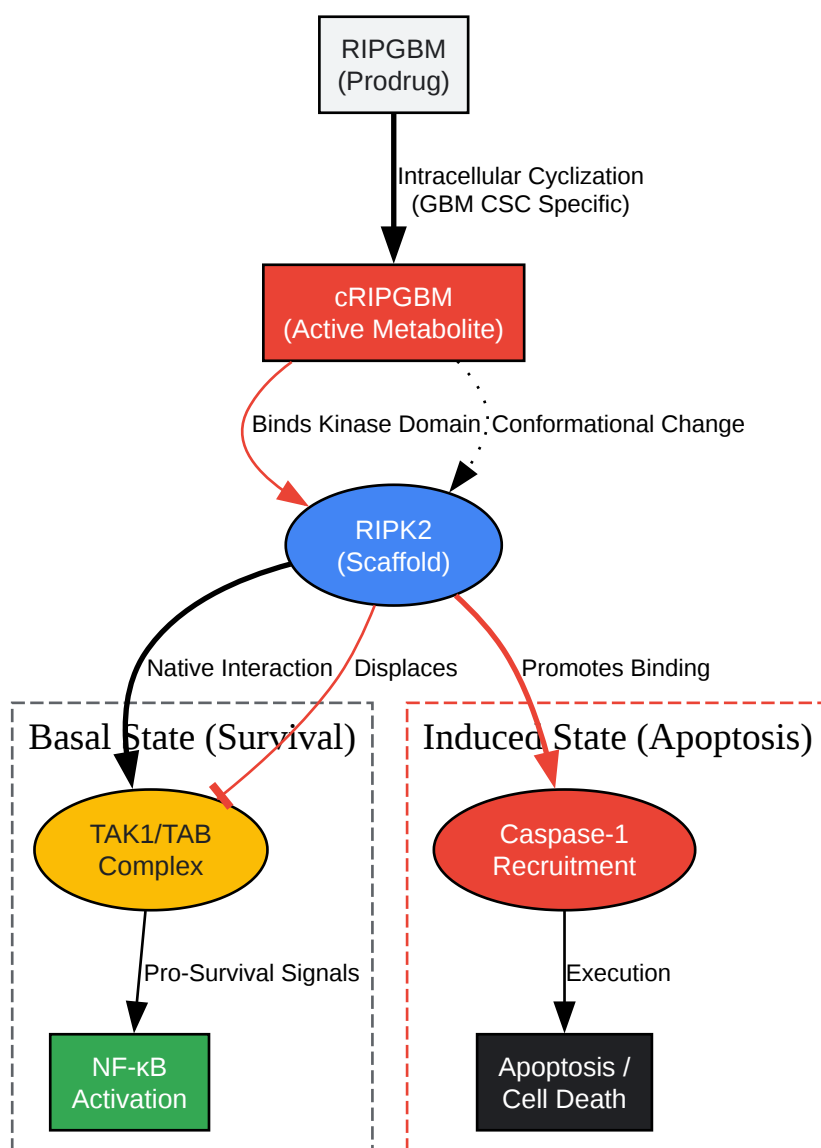 RIPGBM
(Prodrug)
Intracellular Cyclization
(GBM CSC Specific)
cRIPGBM
(Active Metabolite)
Binds Kinase Domain
Conformational Change
RIPK2
(Scaffold)
Native Interaction
Displaces
Promotes Binding
Basal State (Survival)
Induced State (Apoptosis)
TAK1/TAB
Complex
Caspase-1
Recruitment
Pro-Survival Signals
Execution
NF-κB
Activation
Apoptosis /
Cell Death